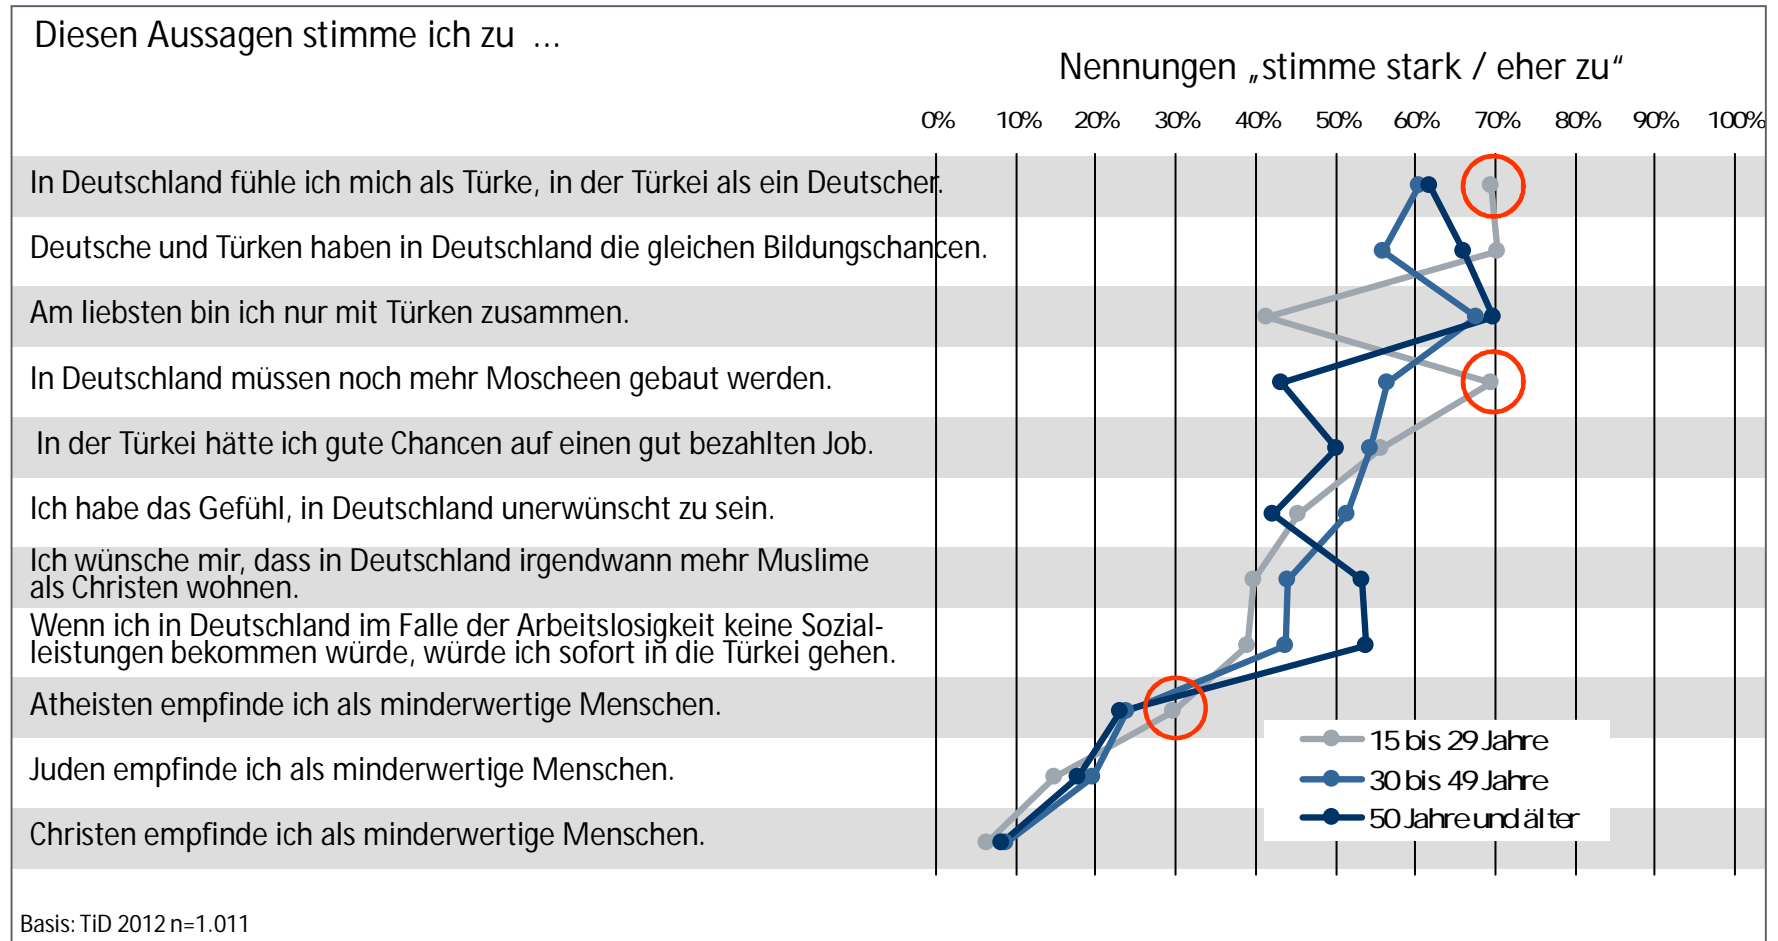 Diesen Aussagen stimme ich zu ...
Nennungen „stimme stark / eher zu“
0% 10% 20% 30% 40% 50% 60% 70% 80% 90% 100%
In Deutschland fühle ich mich als Türke, in der Türkei als ein Deutscher.
Deutsche und Türken haben in Deutschland die gleichen Bildungschancen.
Am liebsten bin ich nur mit Türken zusammen.
In Deutschland müssen noch mehr Moscheen gebaut werden.
In der Türkei hätte ich gute Chancen auf einen gut bezahlten Job.
Ich habe das Gefühl, in Deutschland unerwünscht zu sein.
Ich wünsche mir, dass in Deutschland irgendwann mehr Muslime
als Christen wohnen.
Wenn ich in Deutschland im Falle der Arbeitslosigkeit keine Sozial-
leistungen bekommen würde, würde ich sofort in die Türkei gehen.
Atheisten empfinde ich als minderwertige Menschen.
Juden empfinde ich als minderwertige Menschen.
Christen empfinde ich als minderwertige Menschen.
15 bis 29 Jahre
30 bis 49 Jahre
50 Jahre und älter
Basis: TiD 2012 n=1.011